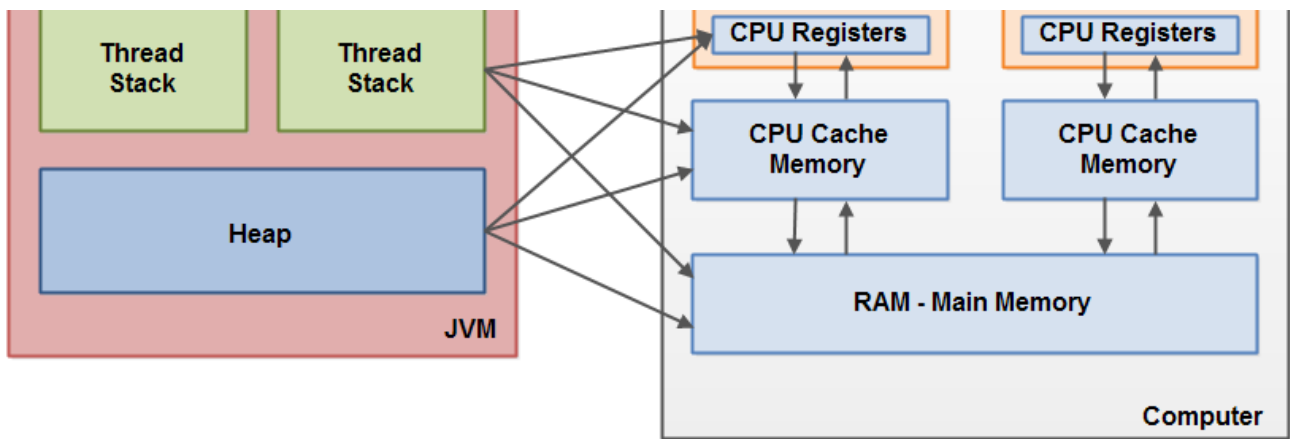 Thread
Stack
Thread
Stack
Heap
JVM
CPU Registers
CPU Registers
CPU Cache
Memory
CPU Cache
Memory
RAM - Main Memory
Computer